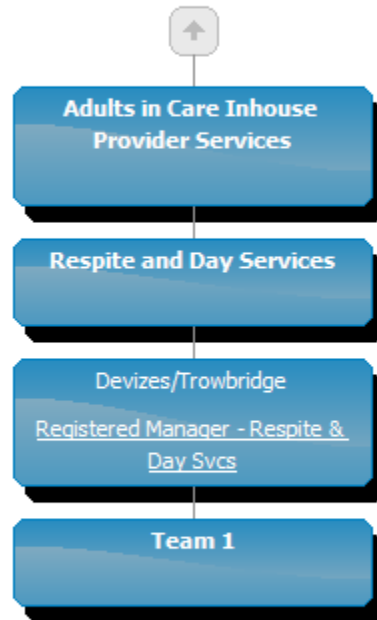 Adults in Care Inhouse
Provider Services
Respite and Day Services
Devizes/Trowbridge
Registered Manager - Respite &
Day Svcs
Team 1